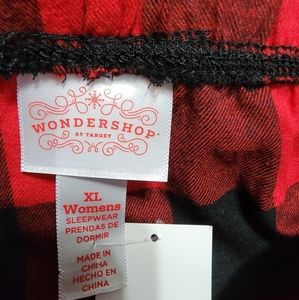 WONDERSHOP
AT TARGET
XL
Womens
SLEEPWEAR
PRENDAS DE
DORMIR
MADE IN
CHINA
HECHO EN
CHINA